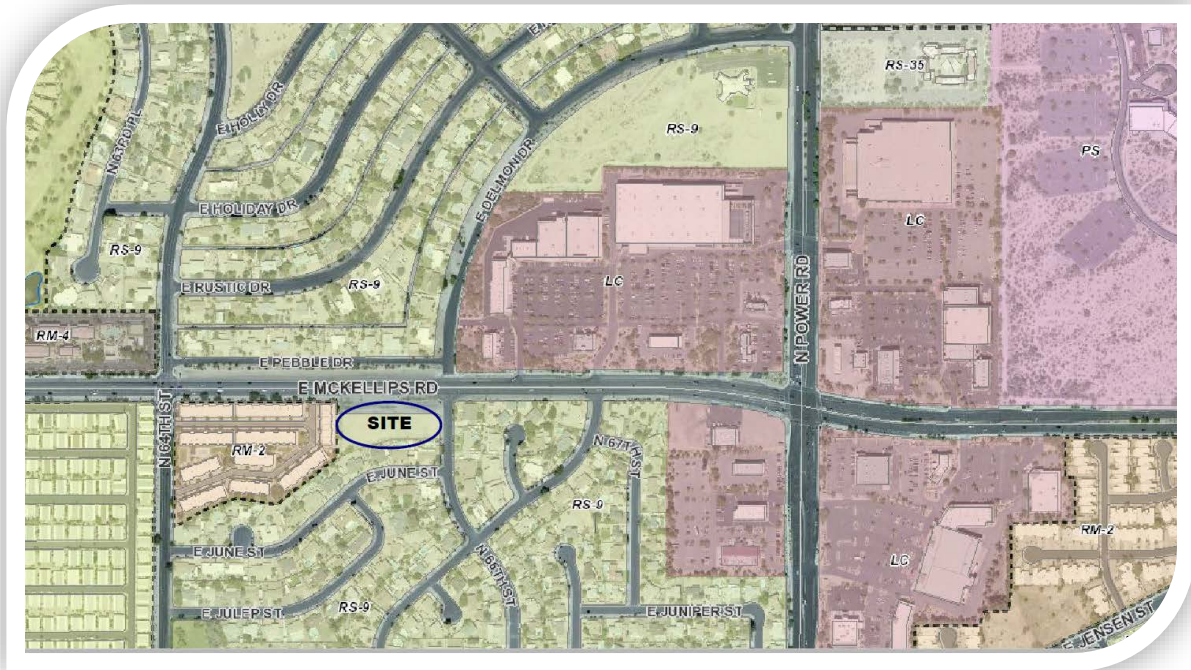 RS-35
N 63RD PL
E HOLLY DR
RS-9
PS
E DELMON DR
E HOLIDAY DR
LC
RS-9
LC
E RUSTIC DR
RS-9
N POWER RD
RM-4
E PEBBLE DR
E MCKELLIPS RD
SITE
N 64TH ST
RM-2
N 67TH ST
E JUNE ST
RS-9
RM-2
E JUNE ST
LC
N 66TH ST
E JULEP ST
RS-9
E JUNIPER ST
E JENSEN ST